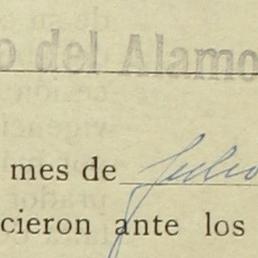 o del Alamo
mes de Julio
cieron ante los